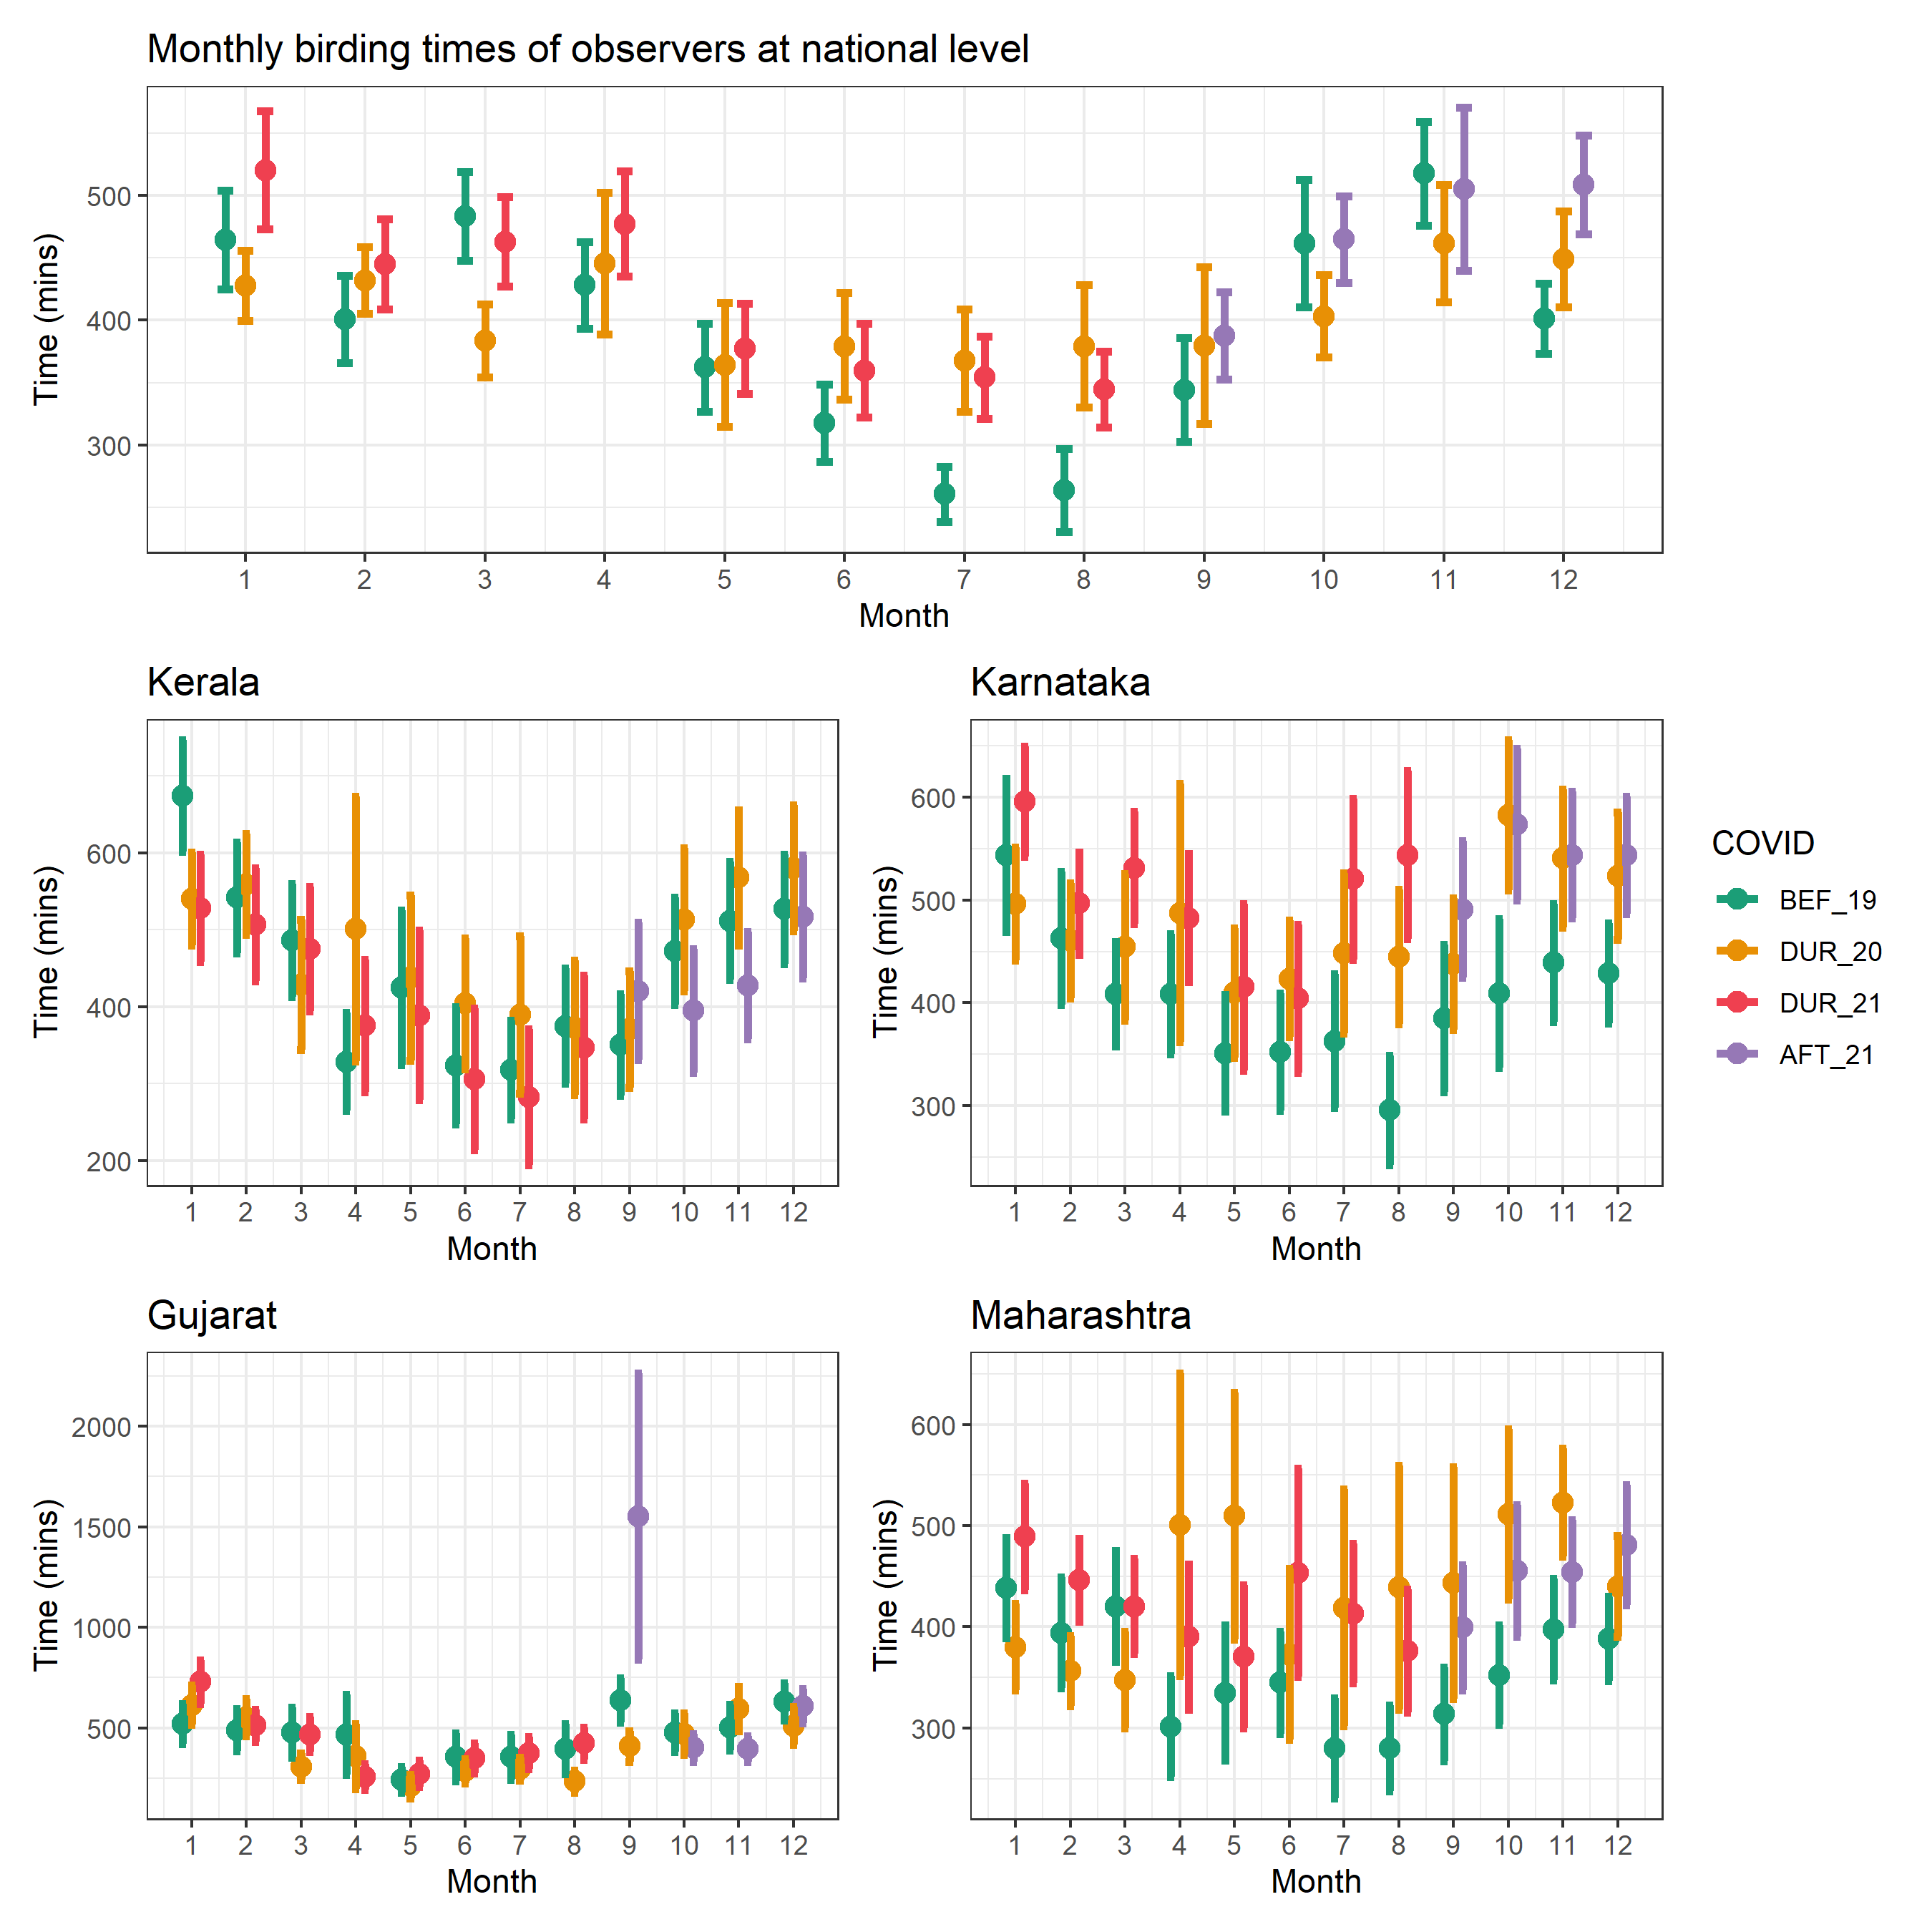 Monthly birding times of observers at national level
Time (mins)
500
400
300
1 2 3 4 5 6 7 8 9 10 11 12
Month
Kerala
Time (mins)
600
400
200
1 2 3 4 5 6 7 8 9 10 11 12
Month
Karnataka
Time (mins)
600
500
400
300
1 2 3 4 5 6 7 8 9 10 11 12
Month
COVID
BEF_19
DUR_20
DUR_21
AFT_21
Gujarat
Time (mins)
2000
1500
1000
500
1 2 3 4 5 6 7 8 9 10 11 12
Month
Maharashtra
Time (mins)
600
500
400
300
1 2 3 4 5 6 7 8 9 10 11 12
Month